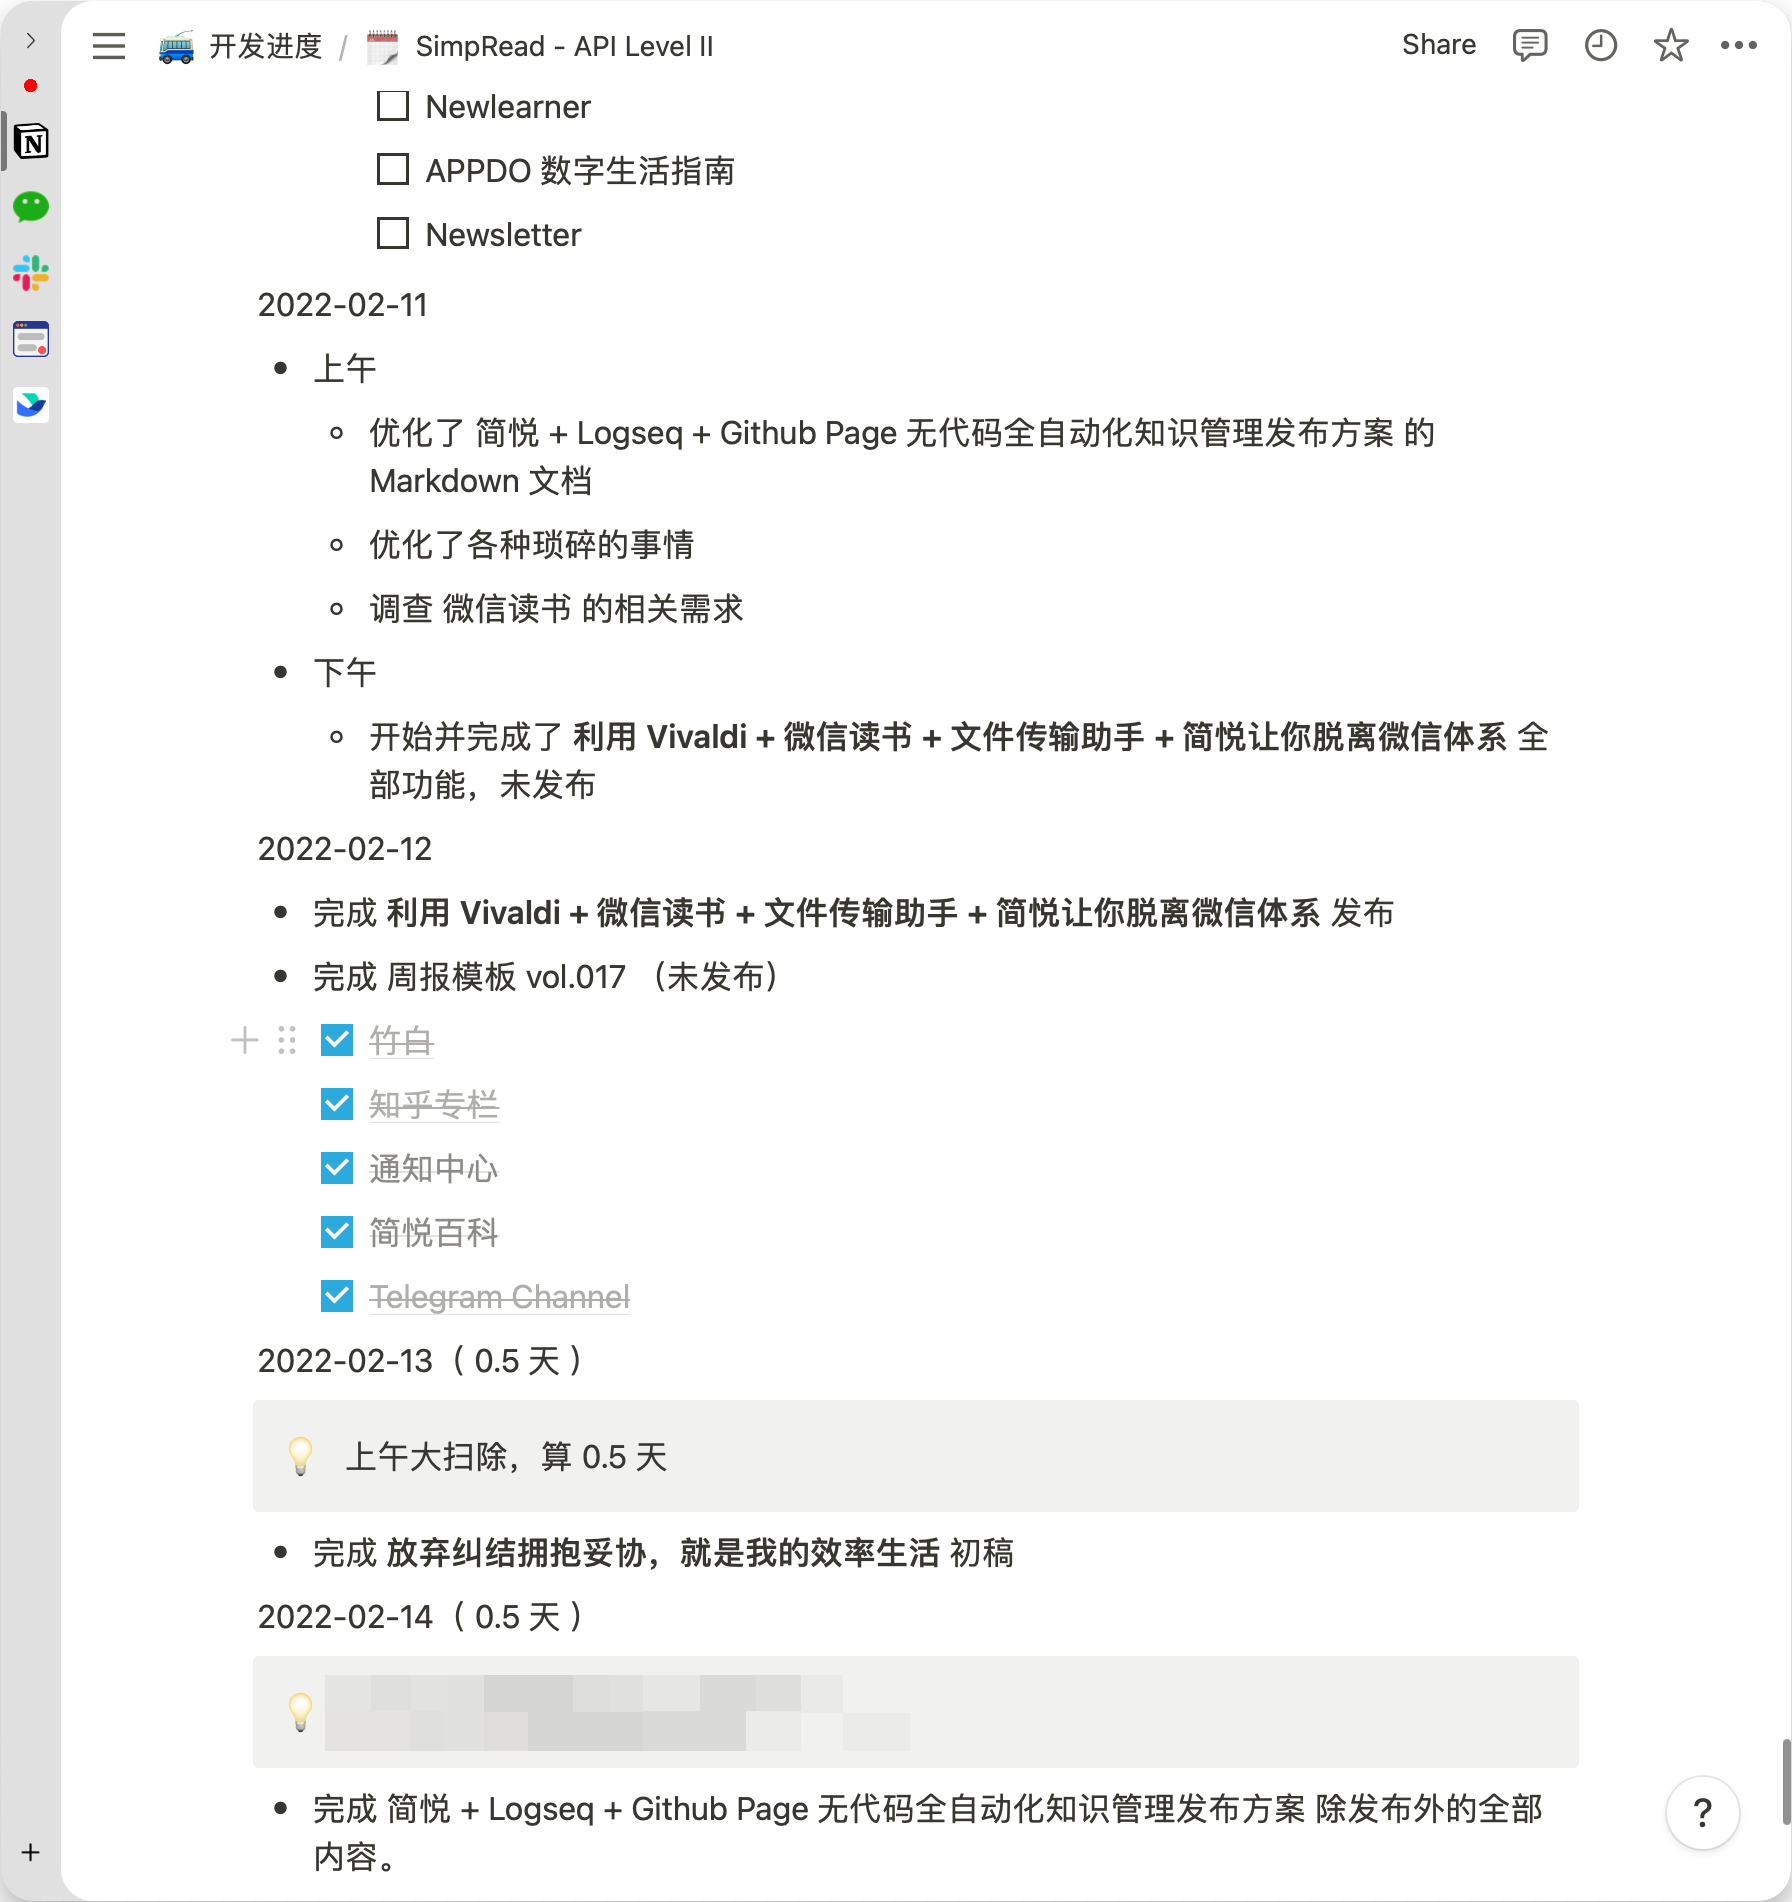 开发进度 / SimpRead - API Level II
Share
Newlearner
APPDO 数字生活指南
Newsletter
2022-02-11
上午
优化了 简悦 + Logseq + Github Page 无代码全自动化知识管理发布方案 的
Markdown 文档
优化了各种琐碎的事情
调查 微信读书 的相关需求
下午
开始并完成了 利用 Vivaldi + 微信读书 + 文件传输助手 + 简悦让你脱离微信体系 全
部功能，未发布
2022-02-12
完成 利用 Vivaldi + 微信读书 + 文件传输助手 + 简悦让你脱离微信体系 发布
完成 周报模板 vol.017 （未发布）
竹白
知乎专栏
通知中心
简悦百科
Telegram Channel
2022-02-13（ 0.5 天 ）
上午大扫除，算 0.5 天
完成 放弃纠结拥抱妥协，就是我的效率生活 初稿
2022-02-14（ 0.5 天 ）
完成 简悦 + Logseq + Github Page 无代码全自动化知识管理发布方案 除发布外的全部
内容。
?